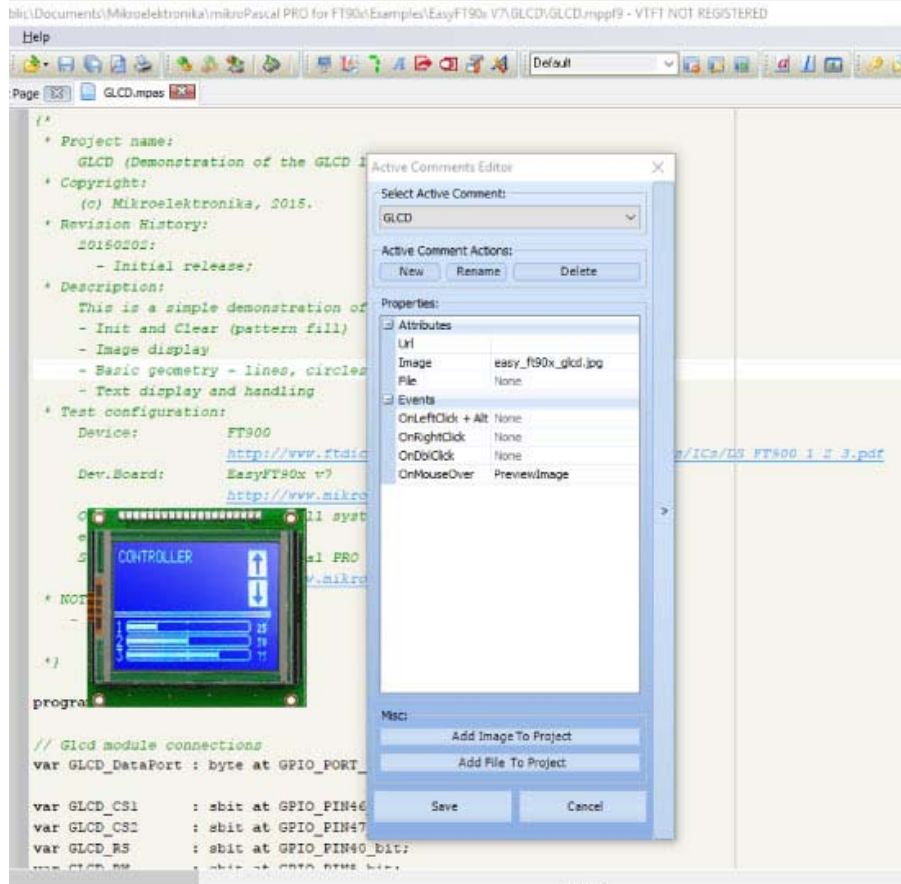 blic\Documents\Mikroelektronika\mikroPascal PRO for FT90x\Examples\EasyFT90x V7\GLCD\GLCD.mppf9 - VTFT NOT REGISTERED
Help
Default
Page
GLCD.mpas
{*
* Project name:
GLCD (Demonstration of the GLCD
* Copyright:
(c) Mikroelektronika, 2015.
* Revision History:
20150202:
- Initial release;
* Description:
This is a simple demonstration of
- Init and Clear (pattern fill)
- Image display
- Basic geometry - lines, circles
- Text display and handling
* Test configuration:
Device: FT900
http://www.ftdic
s/ICs/DS_FT900_1_2_3.pdf
Dev.Board: EasyFT90x v7
http://www.mikro
ll syst
al PRO
w.mikro
* NOT
-
*}
progra
// Glcd module connections
var GLCD_DataPort : byte at GPIO_PORT_
var GLCD_CS1 : sbit at GPIO_PIN46
var GLCD_CS2 : sbit at GPIO_PIN47
var GLCD_RS : sbit at GPIO_PIN40_bit;
CONTROLLER
1
2
3
Active Comments Editor
Select Active Comment:
GLCD
Active Comment Actions:
New Rename Delete
Properties:
Attributes
Url
Image easy_ft90x_glcd.jpg
File None
Events
OnLeftClick + Alt None
OnRightClick None
OnDblClick None
OnMouseOver PreviewImage
>
Misc:
Add Image To Project
Add File To Project
Save Cancel